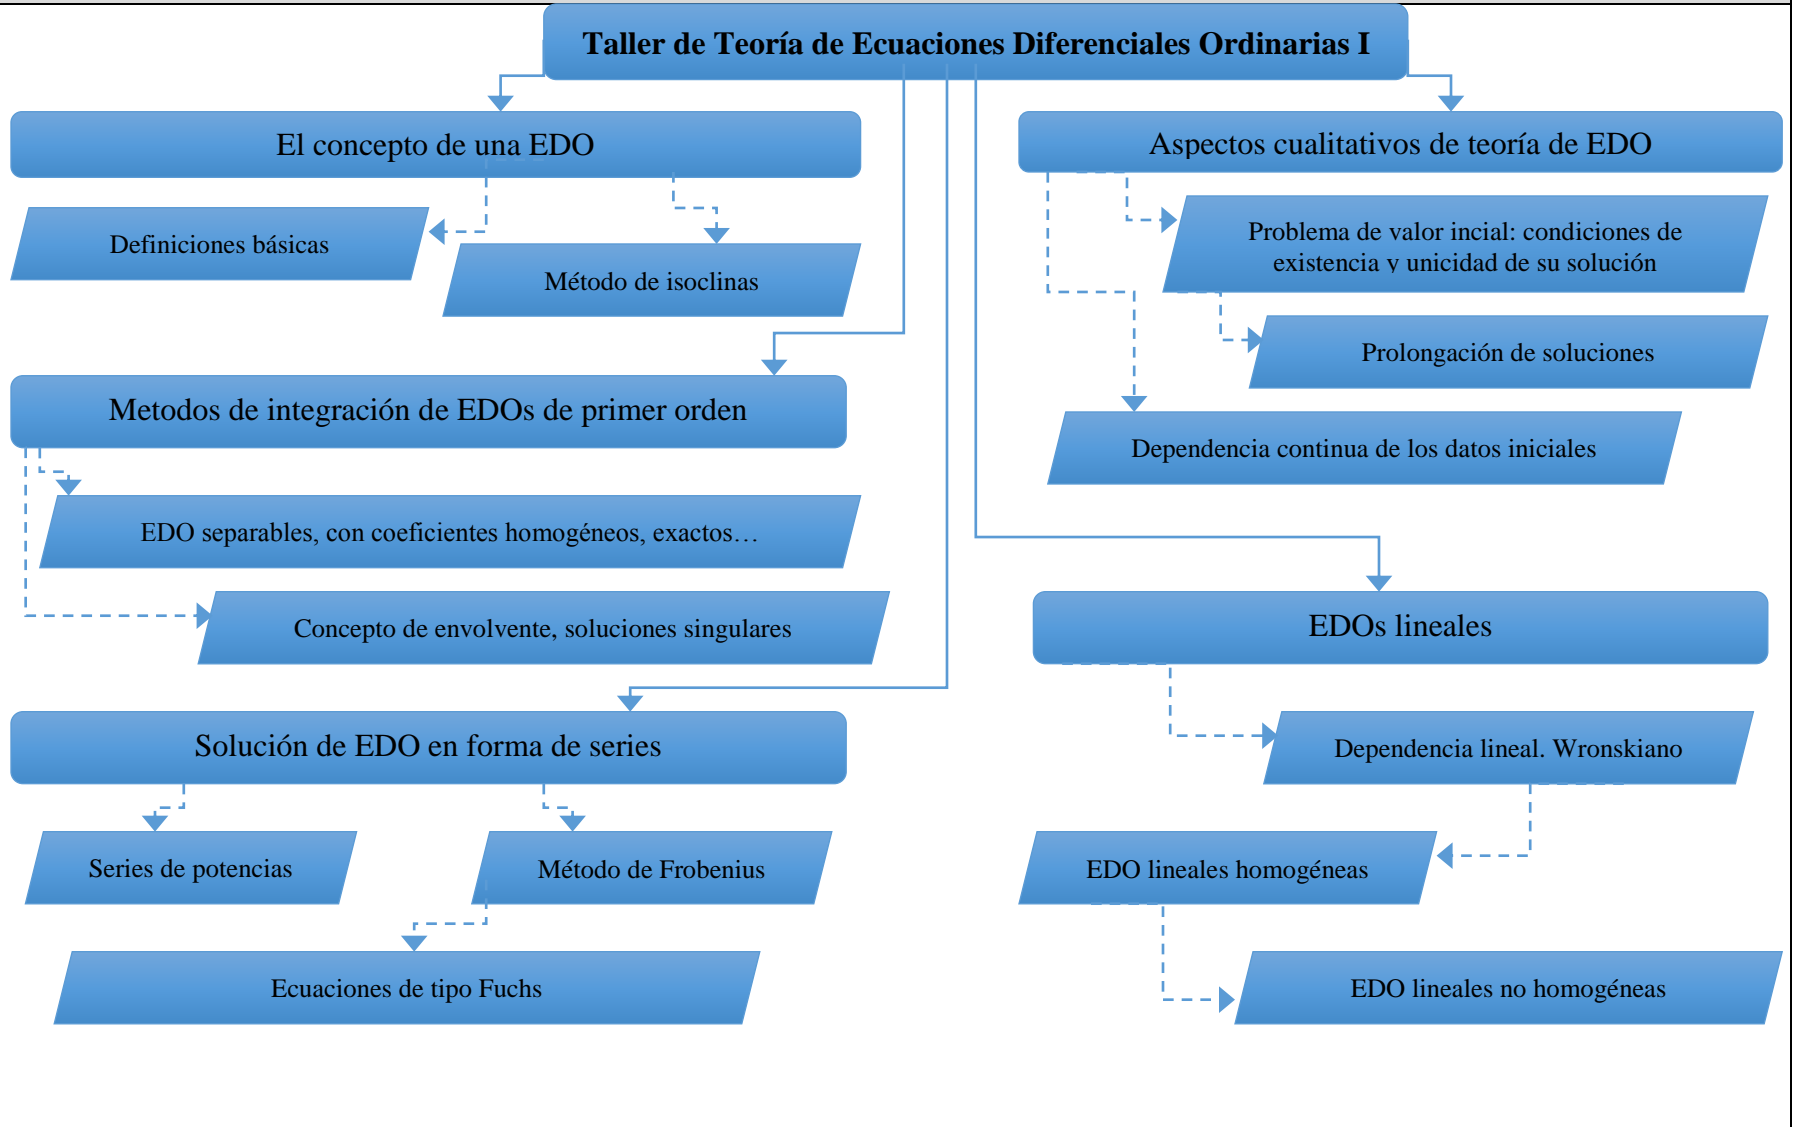 Taller de Teoría de Ecuaciones Diferenciales Ordinarias I
El concepto de una EDO
Definiciones básicas
Método de isoclinas
Metodos de integración de EDOs de primer orden
EDO separables, con coeficientes homogéneos, exactos…
Concepto de envolvente, soluciones singulares
Solución de EDO en forma de series
Series de potencias
Método de Frobenius
Ecuaciones de tipo Fuchs
Aspectos cualitativos de teoría de EDO
Problema de valor incial: condiciones de
existencia y unicidad de su solución
Prolongación de soluciones
Dependencia continua de los datos iniciales
EDOs lineales
Dependencia lineal. Wronskiano
EDO lineales homogéneas
EDO lineales no homogéneas